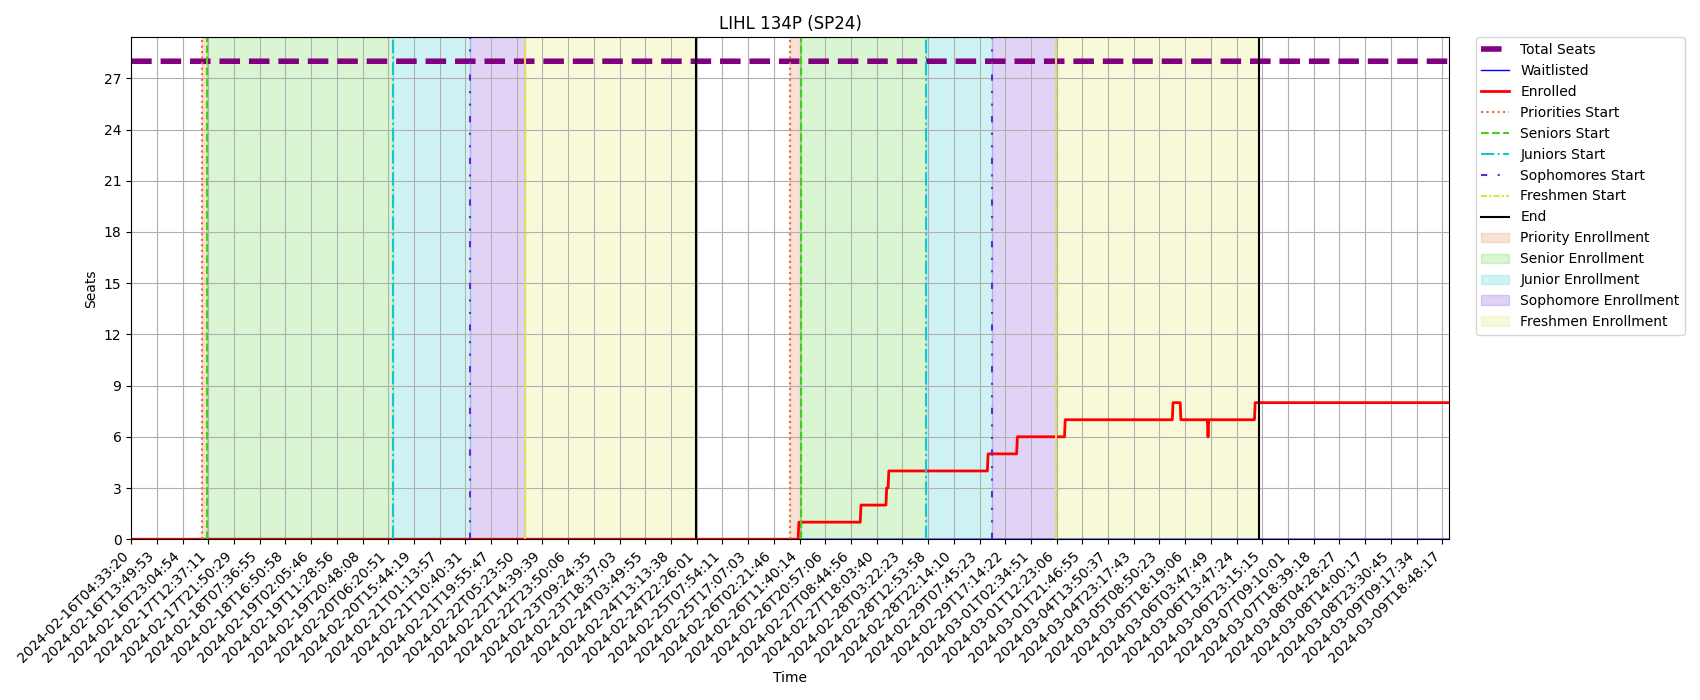 LIHL 134P (SP24)
Seats
27
24
21
18
15
12
9
6
3
0
2024-02-16T04:33:20
2024-02-16T13:49:53
2024-02-16T23:04:54
2024-02-17T12:37:11
2024-02-17T21:50:29
2024-02-18T07:36:55
2024-02-18T16:50:58
2024-02-19T02:05:46
2024-02-19T11:28:56
2024-02-19T20:48:08
2024-02-20T06:20:51
2024-02-20T15:44:19
2024-02-21T01:13:57
2024-02-21T10:40:31
2024-02-21T19:55:47
2024-02-22T05:23:50
2024-02-22T14:39:39
2024-02-22T23:50:06
2024-02-23T09:24:35
2024-02-23T18:37:03
2024-02-24T03:49:55
2024-02-24T13:13:38
2024-02-24T22:26:01
2024-02-25T07:54:11
2024-02-25T17:07:03
2024-02-26T02:21:46
2024-02-26T11:40:14
2024-02-26T20:57:06
2024-02-27T08:44:56
2024-02-27T18:03:40
2024-02-28T03:22:23
2024-02-28T12:53:58
2024-02-28T22:14:10
2024-02-29T07:45:23
2024-02-29T17:14:22
2024-03-01T02:34:51
2024-03-01T12:23:06
2024-03-01T21:46:55
2024-03-04T13:50:37
2024-03-04T23:17:43
2024-03-05T08:50:23
2024-03-05T18:19:06
2024-03-06T03:47:49
2024-03-06T13:47:24
2024-03-06T23:15:15
2024-03-07T09:10:01
2024-03-07T18:39:18
2024-03-08T04:28:27
2024-03-08T14:00:17
2024-03-08T23:30:45
2024-03-09T09:17:34
2024-03-09T18:48:17
Time
Total Seats
Waitlisted
Enrolled
Priorities Start
Seniors Start
Juniors Start
Sophomores Start
Freshmen Start
End
Priority Enrollment
Senior Enrollment
Junior Enrollment
Sophomore Enrollment
Freshmen Enrollment